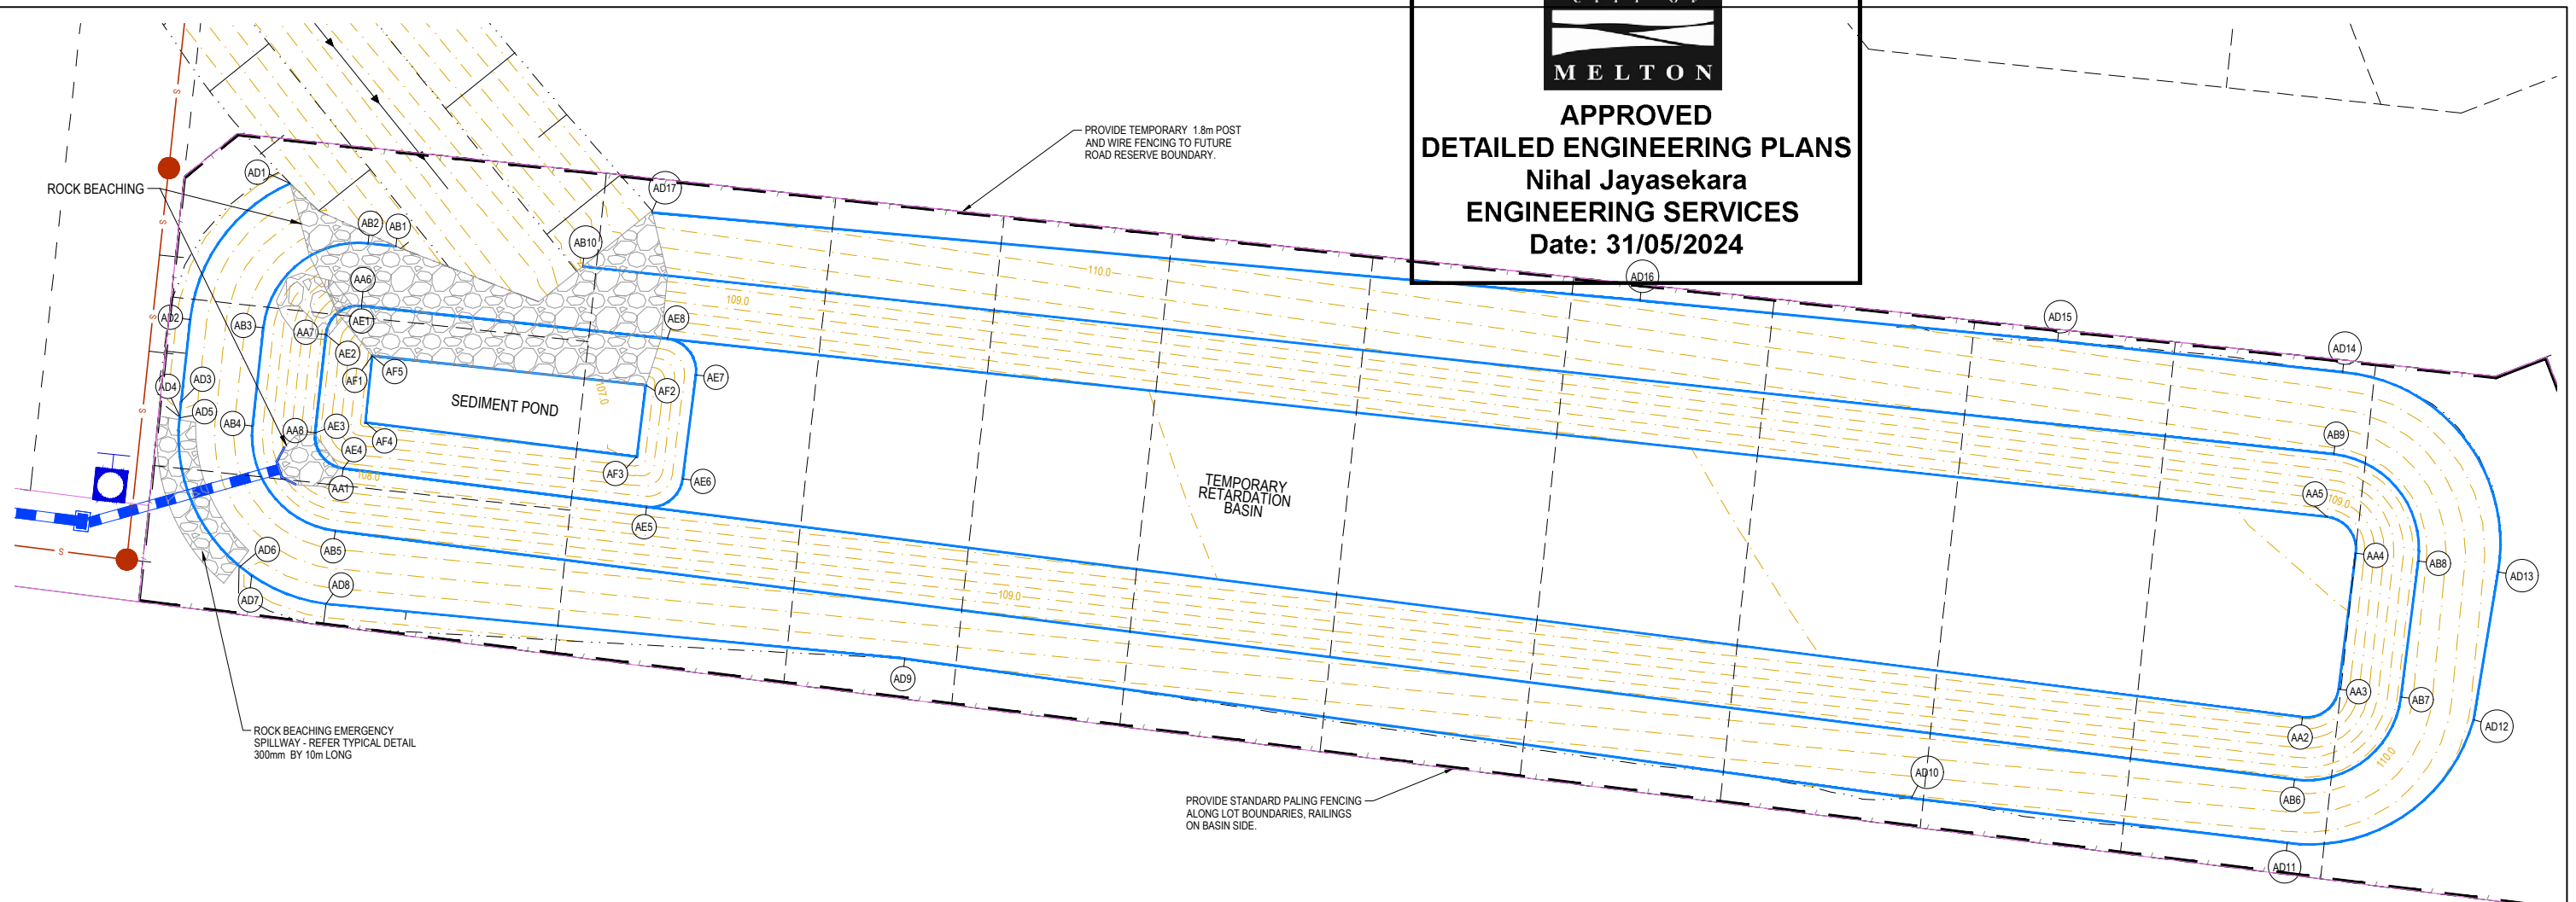 MELTON
APPROVED
DETAILED ENGINEERING PLANS
Nihal Jayasekara
ENGINEERING SERVICES
Date: 31/05/2024
PROVIDE TEMPORARY 1.8m POST
AND WIRE FENCING TO FUTURE
ROAD RESERVE BOUNDARY.
ROCK BEACHING
S
S
S
S
S
AD1
AD17
AB2
AB1
AB10
AD16
110.0
109.0
AA6
AD2
AB3
AA7
AE1
AE8
AD15
AD14
AE2
AF1
AF5
AE7
AF2
107.0
AD4
AD3
AD5
AB4
SEDIMENT POND
AA8
AE3
AE4
AF4
AF3
AE6
AA1
108.0
AE5
AB9
AA5
109.0
TEMPORARY
RETARDATION
BASIN
AA4
AB8
AD13
AD6
AB5
AD7
AD8
109.0
AD9
AA3
AB7
AD12
AA2
110.0
AD10
AB6
AD11
ROCK BEACHING EMERGENCY
SPILLWAY - REFER TYPICAL DETAIL
300mm BY 10m LONG
PROVIDE STANDARD PALING FENCING
ALONG LOT BOUNDARIES, RAILINGS
ON BASIN SIDE.